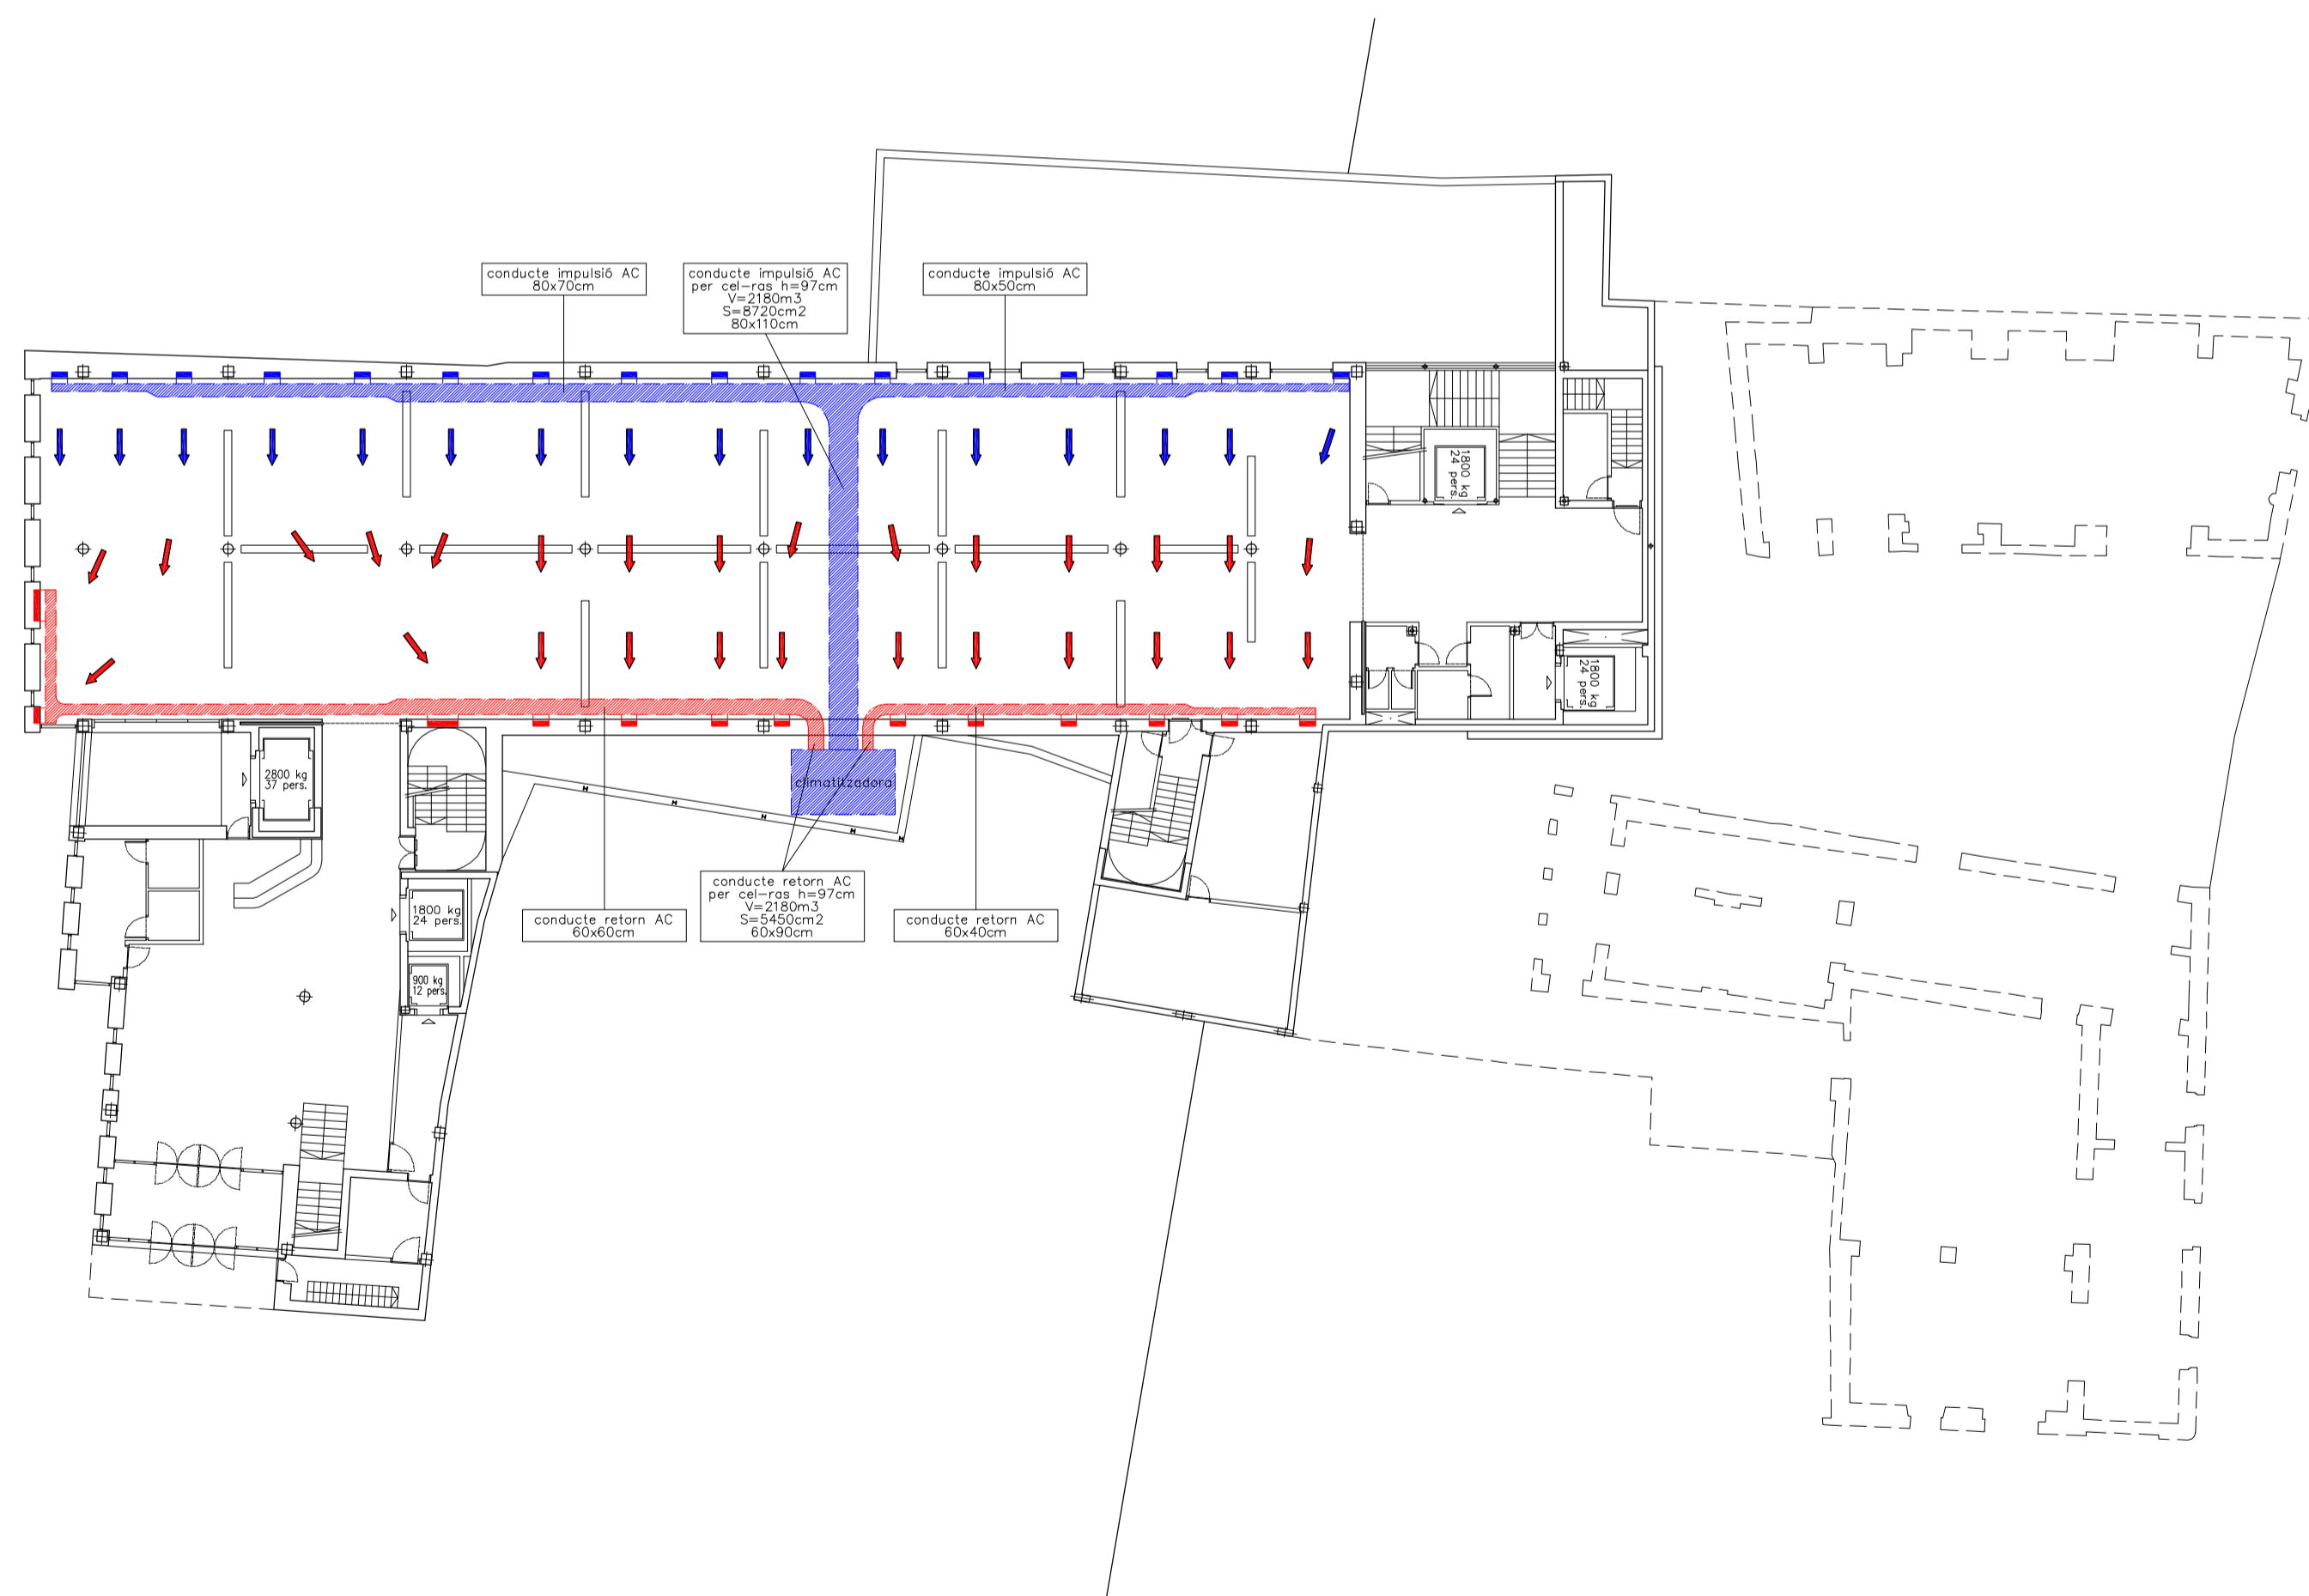 conducte impulsió AC
80x70cm
conducte impulsió AC
per cel-ras h=97cm
V=2180m3
S=8720cm2
80x110cm
conducte impulsió AC
80x50cm
1800 kg
24 pers.
1800 kg
24 pers.
2800 kg
37 pers.
climatitzadora
1800 kg
24 pers.
900 kg
12 pers.
conducte retorn AC
60x60cm
conducte retorn AC
per cel-ras h=97cm
V=2180m3
S=5450cm2
60x90cm
conducte retorn AC
60x40cm